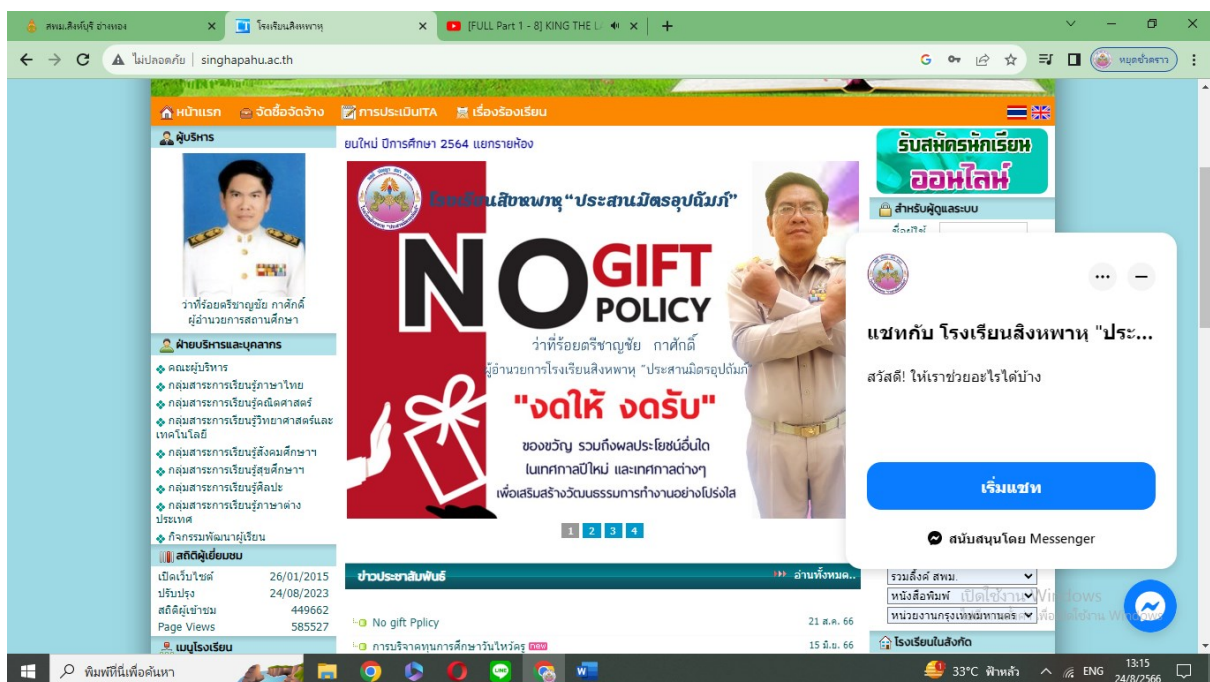 สพม.สิงห์บุรี อ่างทอง
โรงเรียนสิงหพาหุ
[FULL Part 1 - 8] KING THE L
ไม่ปลอดภัย
singhapahu.ac.th
หยุดชั่วคราว
หน้าแรก
จัดซื้อจัดจ้าง
การประเมินITA
เรื่องร้องเรียน
ผู้บริหาร
ว่าที่ร้อยตรีชาญชัย กาศักดิ์
ผู้อำนวยการสถานศึกษา
ฝ่ายบริหารและบุคลากร
คณะผู้บริหาร
กลุ่มสาระการเรียนรู้ภาษาไทย
กลุ่มสาระการเรียนรู้คณิตศาสตร์
กลุ่มสาระการเรียนรู้วิทยาศาสตร์และ
เทคโนโลยี
กลุ่มสาระการเรียนรู้สังคมศึกษาฯ
กลุ่มสาระการเรียนรู้สุขศึกษาฯ
กลุ่มสาระการเรียนรู้ศิลปะ
กลุ่มสาระการเรียนรู้ภาษาต่าง
ประเทศ
กิจกรรมพัฒนาผู้เรียน
สถิติผู้เยี่ยมชม
เปิดเว็บไซต์ 26/01/2015
ปรับปรุง 24/08/2023
สถิติผู้เข้าชม 449662
Page Views 585527
เมนูโรงเรียน
ยนใหม่ ปีการศึกษา 2564 แยกรายห้อง
โรงเรียนสิงหพาหุ “ประสานมิตรอุปถัมภ์”
NO GIFT
POLICY
ว่าที่ร้อยตรีชาญชัย กาศักดิ์
ผู้อำนวยการโรงเรียนสิงหพาหุ "ประสานมิตรอุปถัมภ์"
"งดให้ งดรับ"
ของขวัญ รวมถึงผลประโยชน์อื่นใด
ในเทศกาลปีใหม่ และเทศกาลต่างๆ
เพื่อเสริมสร้างวัฒนธรรมการทำงานอย่างโปร่งใส
1 2 3 4
ข่าวประชาสัมพันธ์
อ่านทั้งหมด..
No gift Pplicy 21 ส.ค. 66
การบริจาคทุนการศึกษาวันไหว้ครู new 15 มิ.ย. 66
รับสมัครนักเรียน
ออนไลน์
สำหรับผู้ดูแลระบบ
ชื่อผู้ใช้
แชทกับ โรงเรียนสิงหพาหุ "ประ...
สวัสดี! ให้เราช่วยอะไรได้บ้าง
เริ่มแชท
สนับสนุนโดย Messenger
รวมลิ้งค์ สพม.
หนังสือพิมพ์
หน่วยงานกรุงเทพมหานคร
เปิดใช้งาน Windows
โรงเรียนในสังกัด
พิมพ์ที่นี่เพื่อค้นหา
33°C ฟ้าหลัว
ENG
13:15
24/8/2566